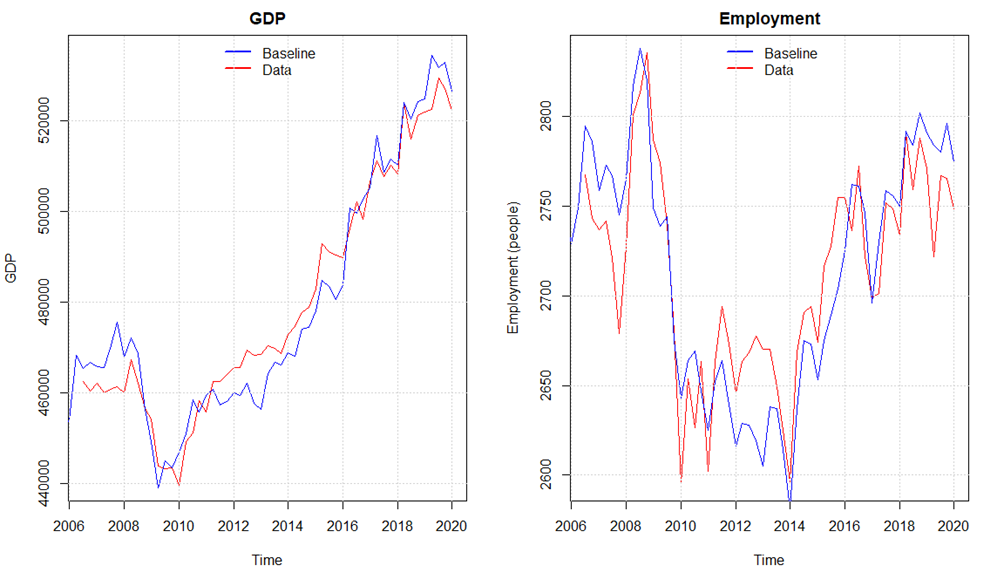 GDP
Baseline
Data
GDP
440000
460000
480000
500000
520000
2006
2008
2010
2012
2014
2016
2018
2020
Time
Employment
Baseline
Data
Employment (people)
2600
2650
2700
2750
2800
2006
2008
2010
2012
2014
2016
2018
2020
Time